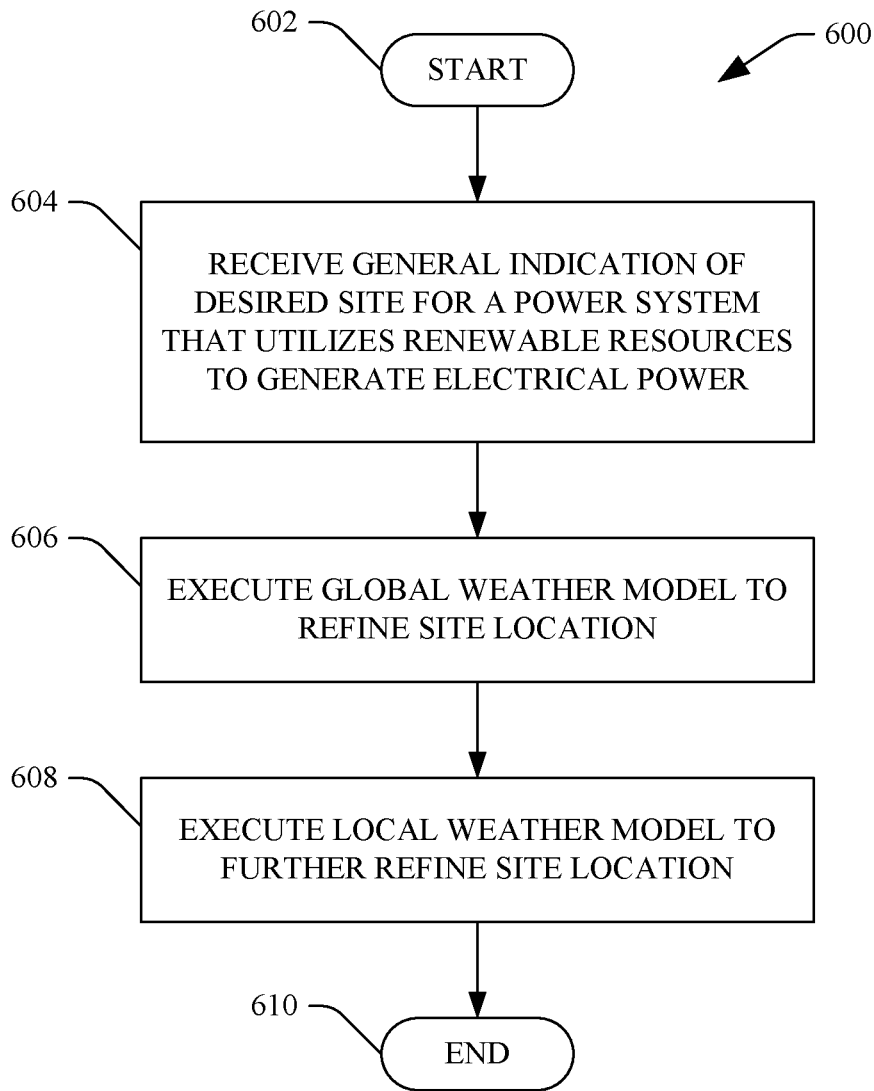 602
START
600
604
RECEIVE GENERAL INDICATION OF
DESIRED SITE FOR A POWER SYSTEM
THAT UTILIZES RENEWABLE RESOURCES
TO GENERATE ELECTRICAL POWER
606
EXECUTE GLOBAL WEATHER MODEL TO
REFINE SITE LOCATION
608
EXECUTE LOCAL WEATHER MODEL TO
FURTHER REFINE SITE LOCATION
610
END